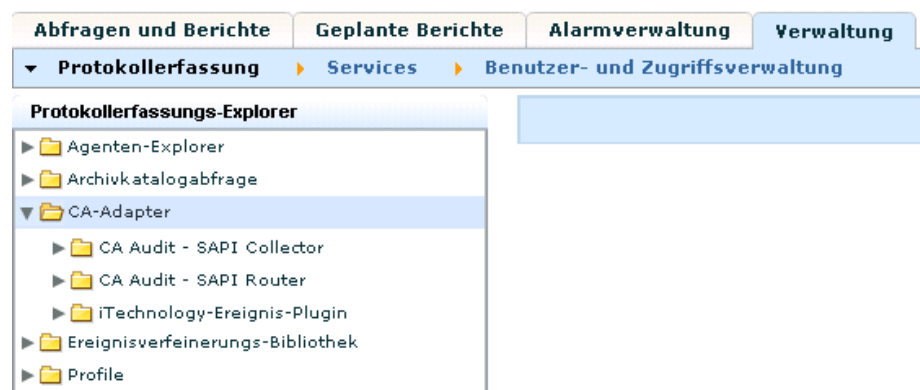 Abfragen und Berichte Geplante Berichte Alarmverwaltung Verwaltung
Protokollerfassung Services Benutzer- und Zugriffsverwaltung
Protokollerfassungs-Explorer
Agenten-Explorer
Archivkatalogabfrage
CA-Adapter
CA Audit - SAPI Collector
CA Audit - SAPI Router
iTechnology-Ereignis-Plugin
Ereignisverfeinerungs-Bibliothek
Profile